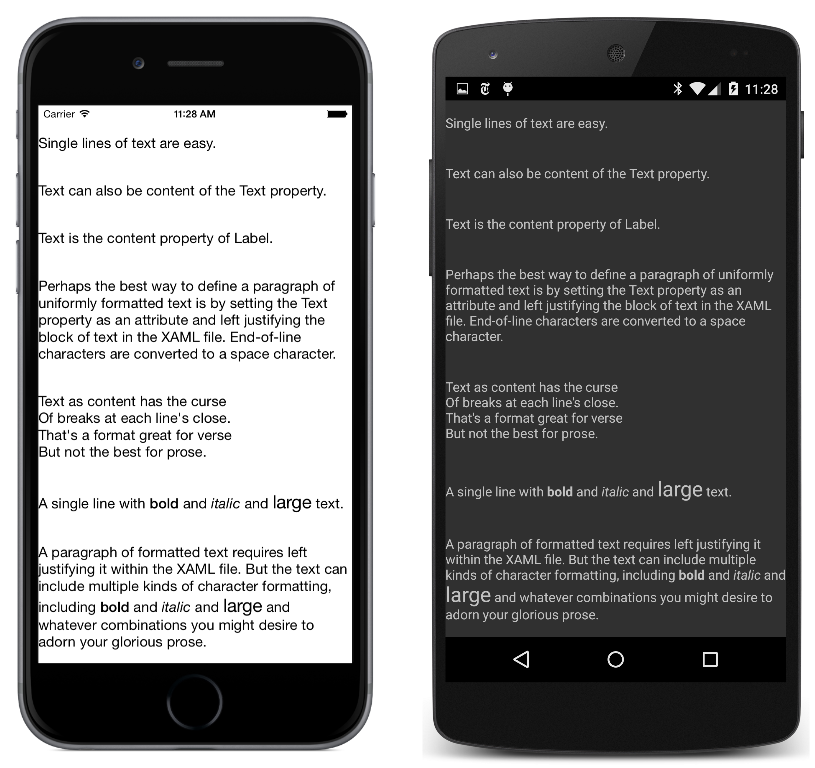 Carrier
11:28 AM
Single lines of text are easy.
Text can also be content of the Text property.
Text is the content property of Label.
Perhaps the best way to define a paragraph of
uniformly formatted text is by setting the Text
property as an attribute and left justifying the
block of text in the XAML file. End-of-line
characters are converted to a space character.
Text as content has the curse
Of breaks at each line's close.
That's a format great for verse
But not the best for prose.
A single line with bold and italic and large text.
A paragraph of formatted text requires left
justifying it within the XAML file. But the text can
include multiple kinds of character formatting,
including bold and italic and large and
whatever combinations you might desire to
adorn your glorious prose.
11:28
Single lines of text are easy.
Text can also be content of the Text property.
Text is the content property of Label.
Perhaps the best way to define a paragraph of uniformly
formatted text is by setting the Text property as an
attribute and left justifying the block of text in the XAML
file. End-of-line characters are converted to a space
character.
Text as content has the curse
Of breaks at each line's close.
That's a format great for verse
But not the best for prose.
A single line with bold and italic and large text.
A paragraph of formatted text requires left justifying it
within the XAML file. But the text can include multiple
kinds of character formatting, including bold and italic and
large and whatever combinations you might desire to
adorn your glorious prose.